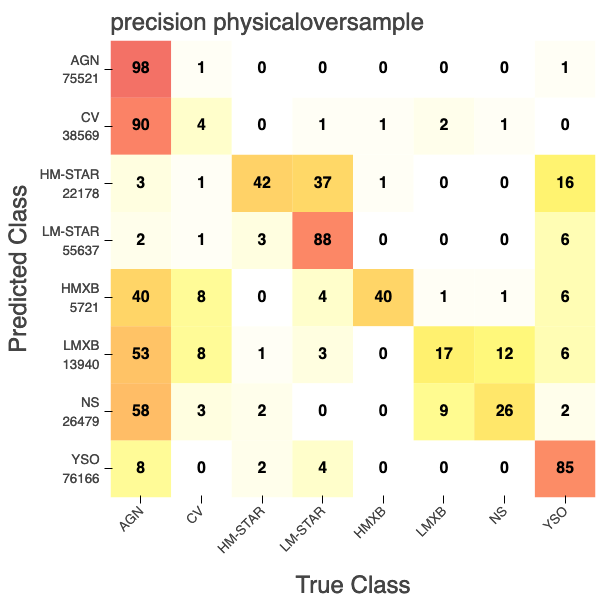 precision physicaloversample
AGN
75521
98 1 0 0 0 0 0 1
CV
38569
90 4 0 1 1 2 1 0
HM-STAR
22178
3 1 42 37 1 0 0 16
LM-STAR
55637
2 1 3 88 0 0 0 6
HMXB
5721
40 8 0 4 40 1 1 6
LMXB
13940
53 8 1 3 0 17 12 6
NS
26479
58 3 2 0 0 9 26 2
YSO
76166
8 0 2 4 0 0 0 85
Predicted Class
AGN CV HM-STAR LM-STAR HMXB LMXB NS YSO
True Class